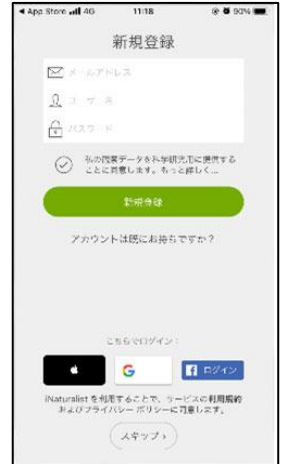 App Store 4G 11:18 90%
新規登録
メールアドレス
ユーザー名
パスワード
私の観察データを科学研究用に提供する
ことに同意します。もっと詳しく...
新規登録
アカウントは既にお持ちですか？
こちらでログイン：
G f ログイン
iNaturalist を利用することで、サービスの利用規約
およびプライバシー ポリシーに同意します。
スキップ ›